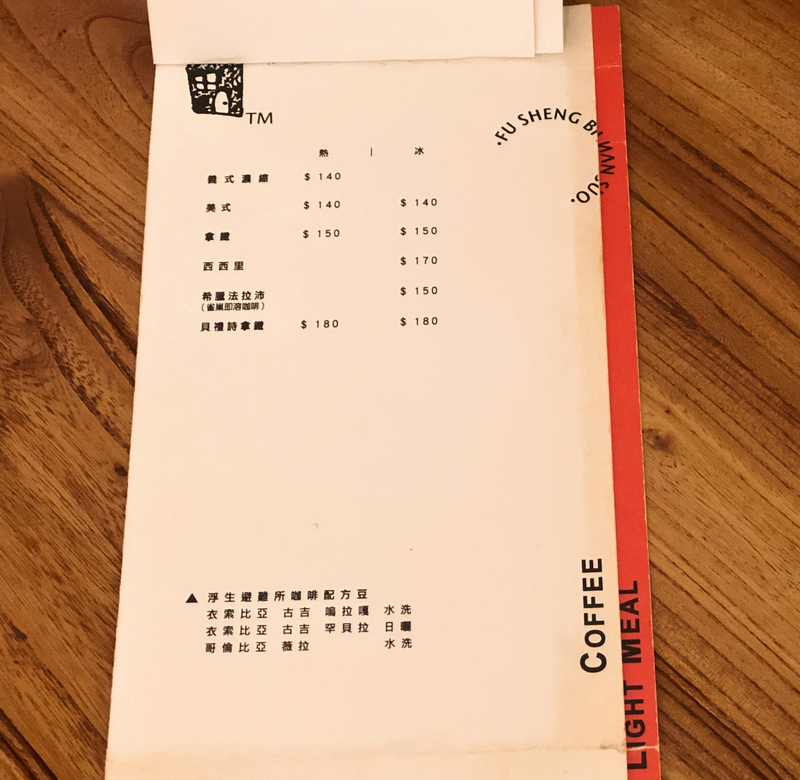 TM
·FU SHENG BI NAN SUO·
熱 | 冰
義式濃縮 $ 140
美式 $ 140 $ 140
拿鐵 $ 150 $ 150
西西里 $ 170
希臘法拉沛 $ 150
(雀巢即溶咖啡)
貝禮詩拿鐵 $ 180 $ 180
▲ 浮生避難所咖啡配方豆
衣索比亞 古吉 嗚拉嘎 水洗
衣索比亞 古吉 罕貝拉 日曬
哥倫比亞 薇拉 水洗
COFFEE
LIGHT MEAL